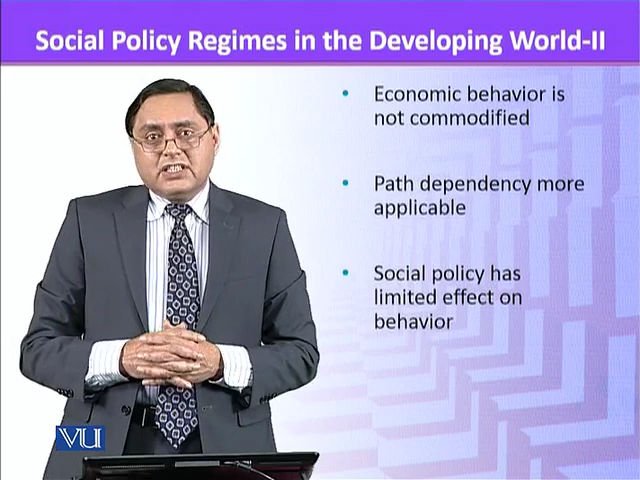 Social Policy Regimes in the Developing World-II
• Economic behavior is
not commodified
• Path dependency more
applicable
• Social policy has
limited effect on
behavior
VU